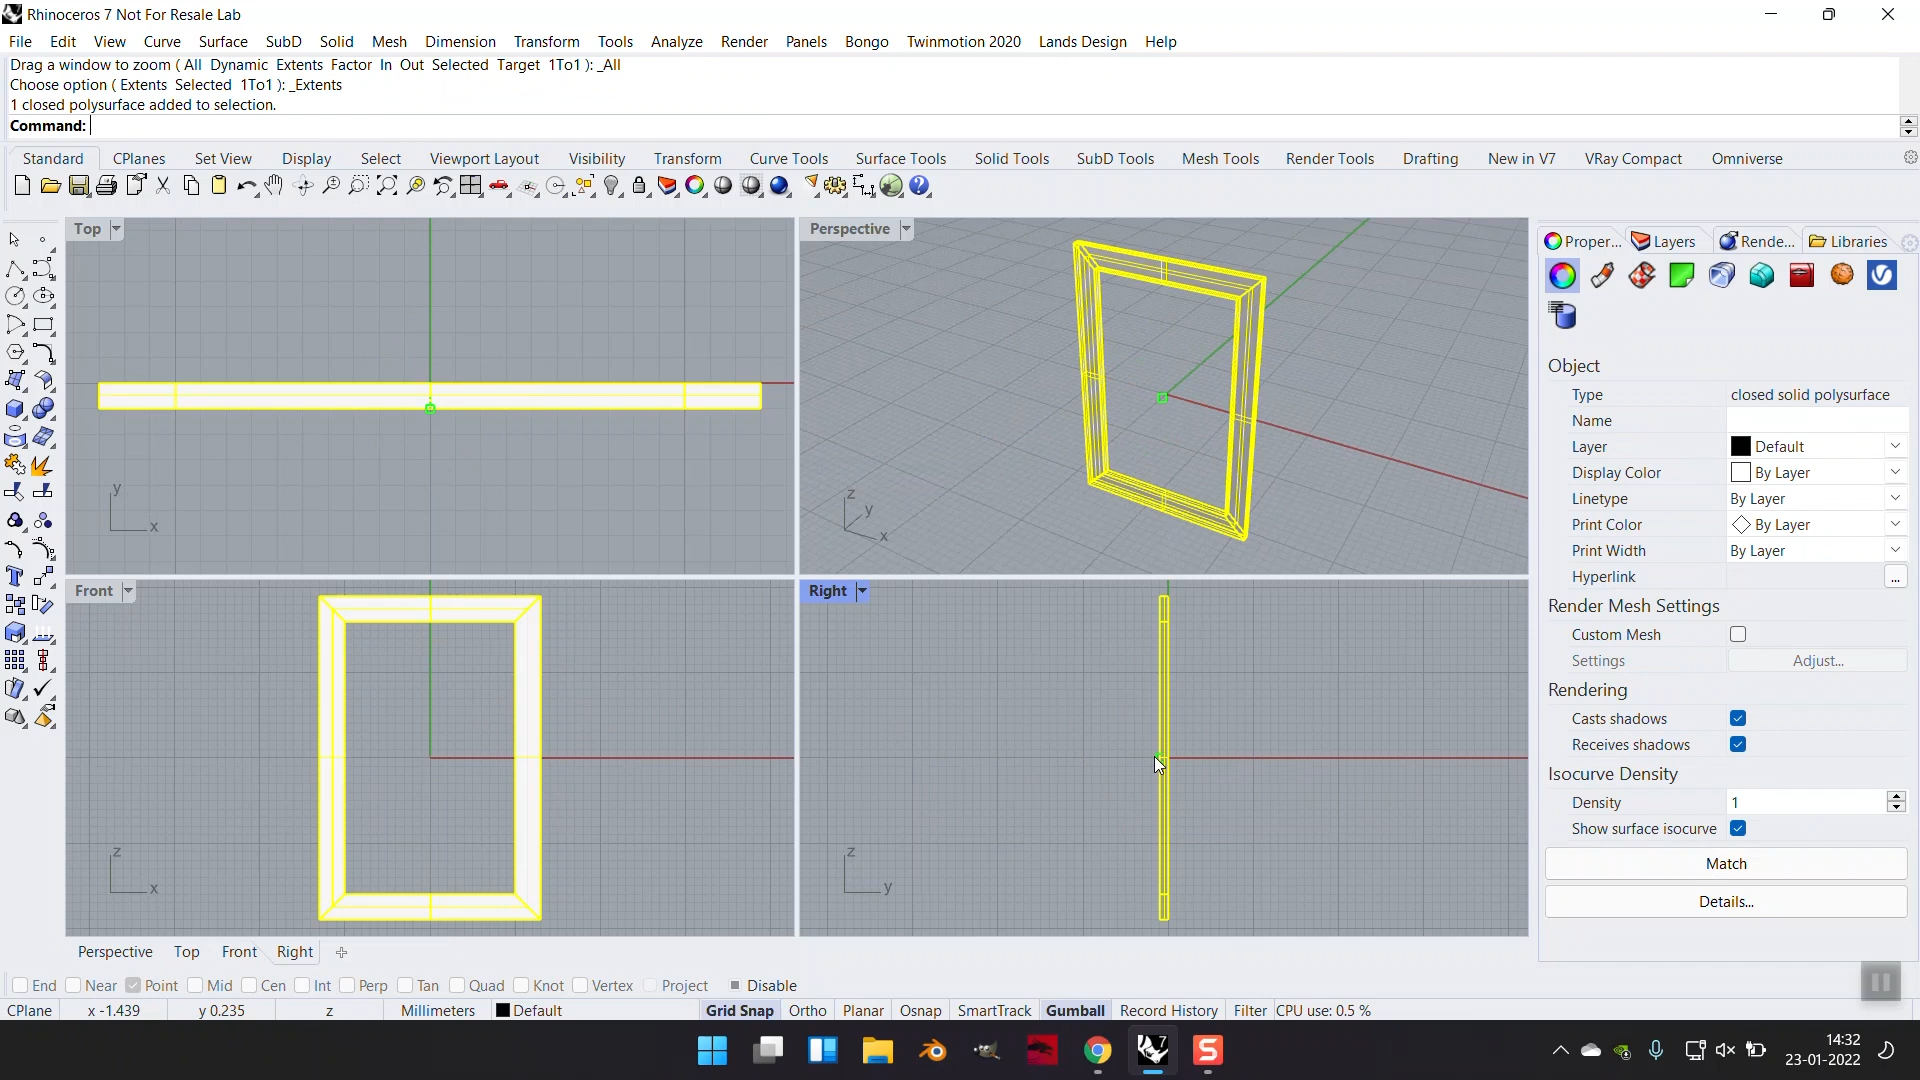 Rhinoceros 7 Not For Resale Lab
File Edit View Curve Surface SubD Solid Mesh Dimension Transform Tools Analyze Render Panels Bongo Twinmotion 2020 Lands Design Help
Drag a window to zoom ( All Dynamic Extents Factor In Out Selected Target 1To1 ): _All
Choose option ( Extents Selected 1To1 ): _Extents
1 closed polysurface added to selection.
Command:
Standard CPlanes Set View Display Select Viewport Layout Visibility Transform Curve Tools Surface Tools Solid Tools SubD Tools Mesh Tools Render Tools Drafting New in V7 VRay Compact Omniverse
Top
Perspective
Proper... Layers Rende... Libraries
Object
Type closed solid polysurface
Name
Layer Default
Display Color By Layer
Linetype By Layer
Print Color By Layer
Print Width By Layer
Hyperlink ...
Render Mesh Settings
Custom Mesh
Settings Adjust...
Rendering
Casts shadows
Receives shadows
Isocurve Density
Density 1
Show surface isocurve
Match
Details...
y
x
z
y
x
Front
Right
z
x
z
y
Perspective Top Front Right
End Near Point Mid Cen Int Perp Tan Quad Knot Vertex Project Disable
CPlane x -1.439 y 0.235 z Millimeters Default Grid Snap Ortho Planar Osnap SmartTrack Gumball Record History Filter CPU use: 0.5 %
7
S
14:32
23-01-2022